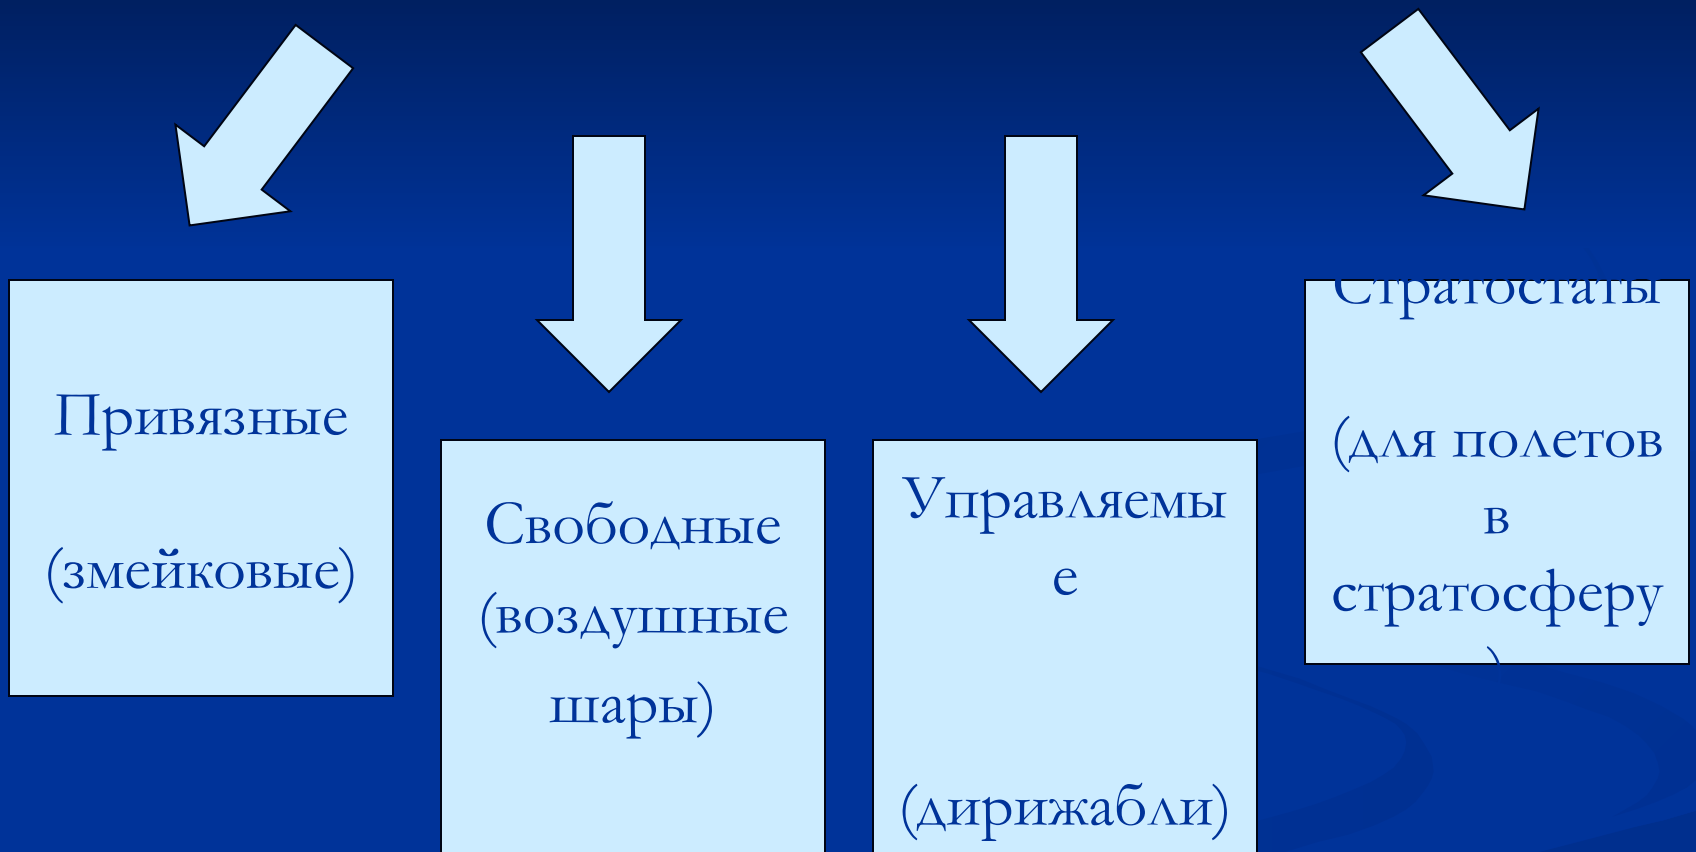 Привязные
(змейковые)
Свободные
(воздушные
шары)
Управляемы
е
(дирижабли)
Стратостаты
(для полетов
в
стратосферу
)